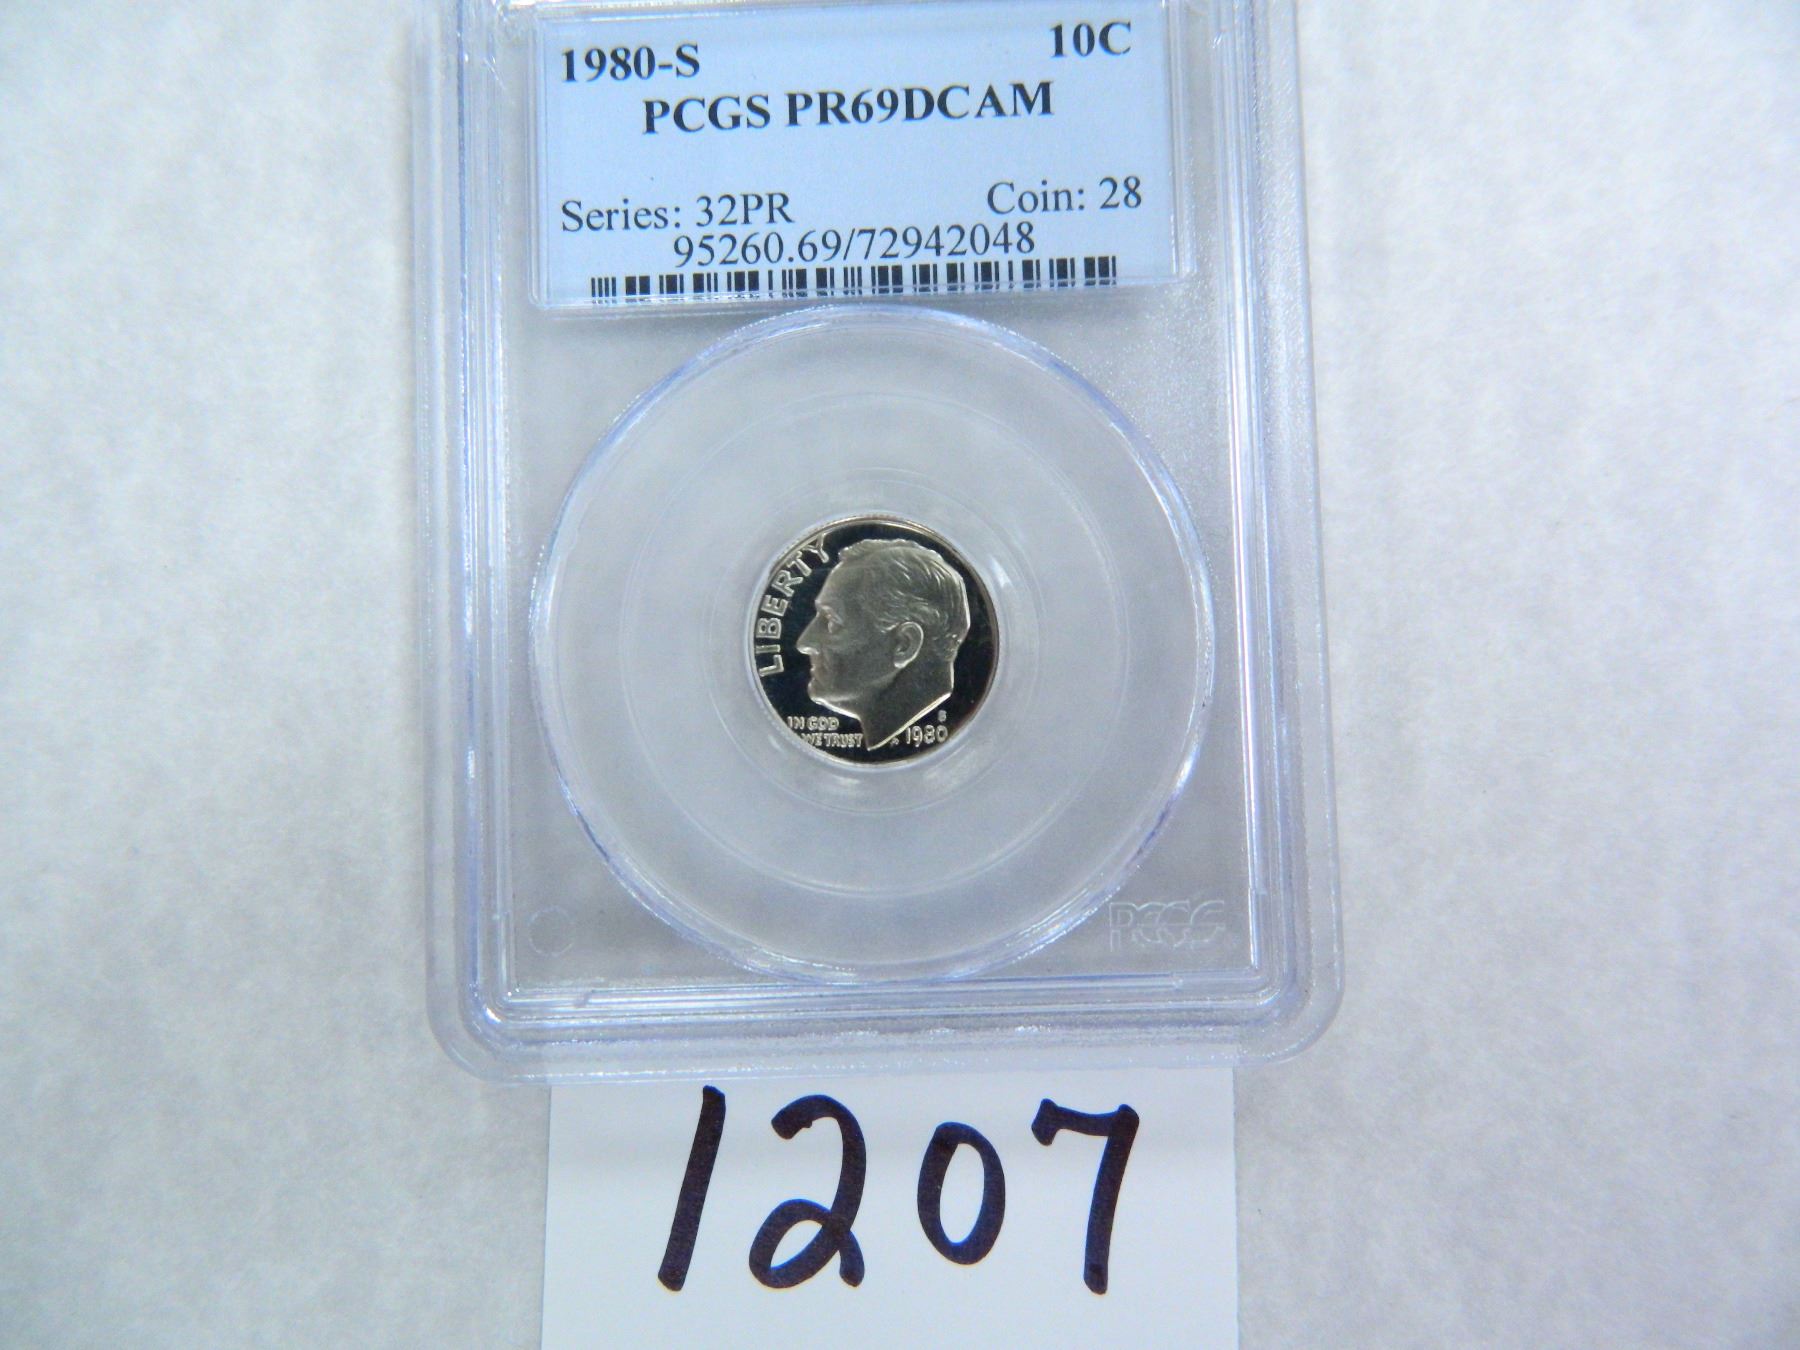 1980-S 10C
PCGS PR69DCAM
Series: 32PR Coin: 28
95260.69/72942048
LIBERTY
IN GOD
WE TRUST
S
1980
PCGS
1207